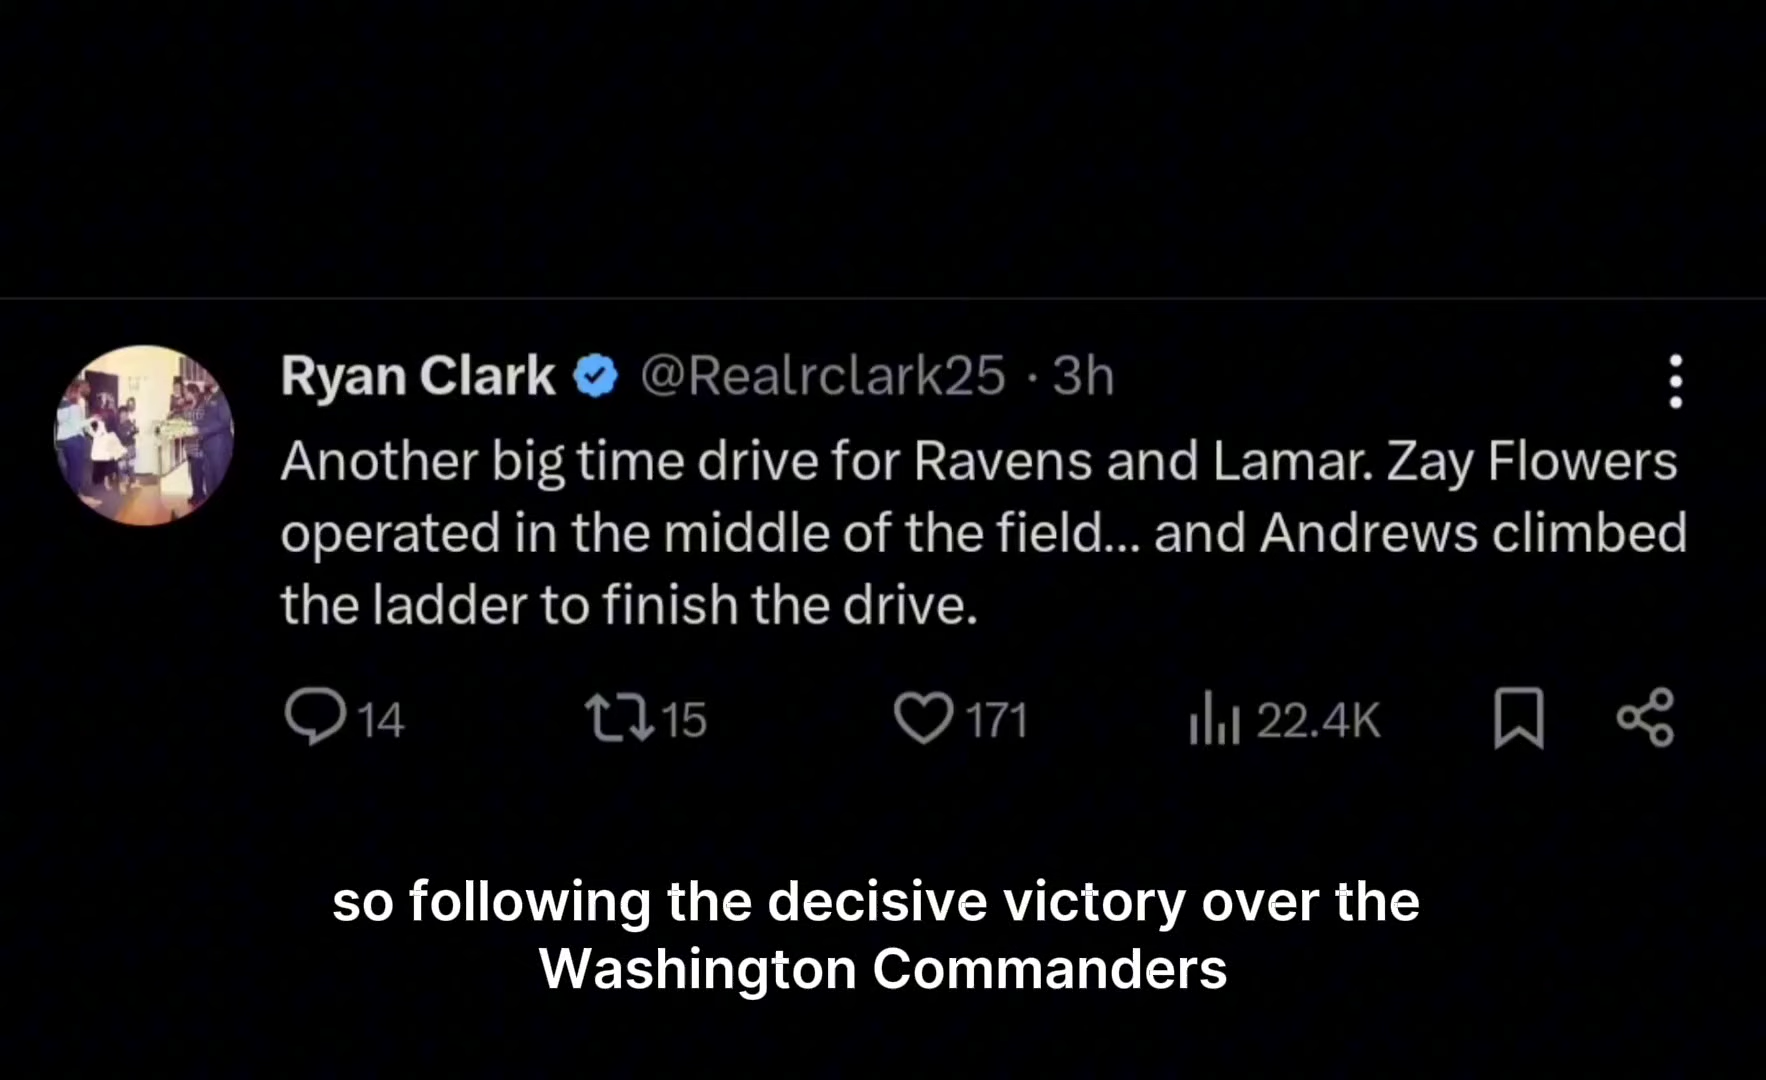 Ryan Clark @Realrclark25 · 3h
Another big time drive for Ravens and Lamar. Zay Flowers
operated in the middle of the field... and Andrews climbed
the ladder to finish the drive.
14 15 171 22.4K
so following the decisive victory over the
Washington Commanders